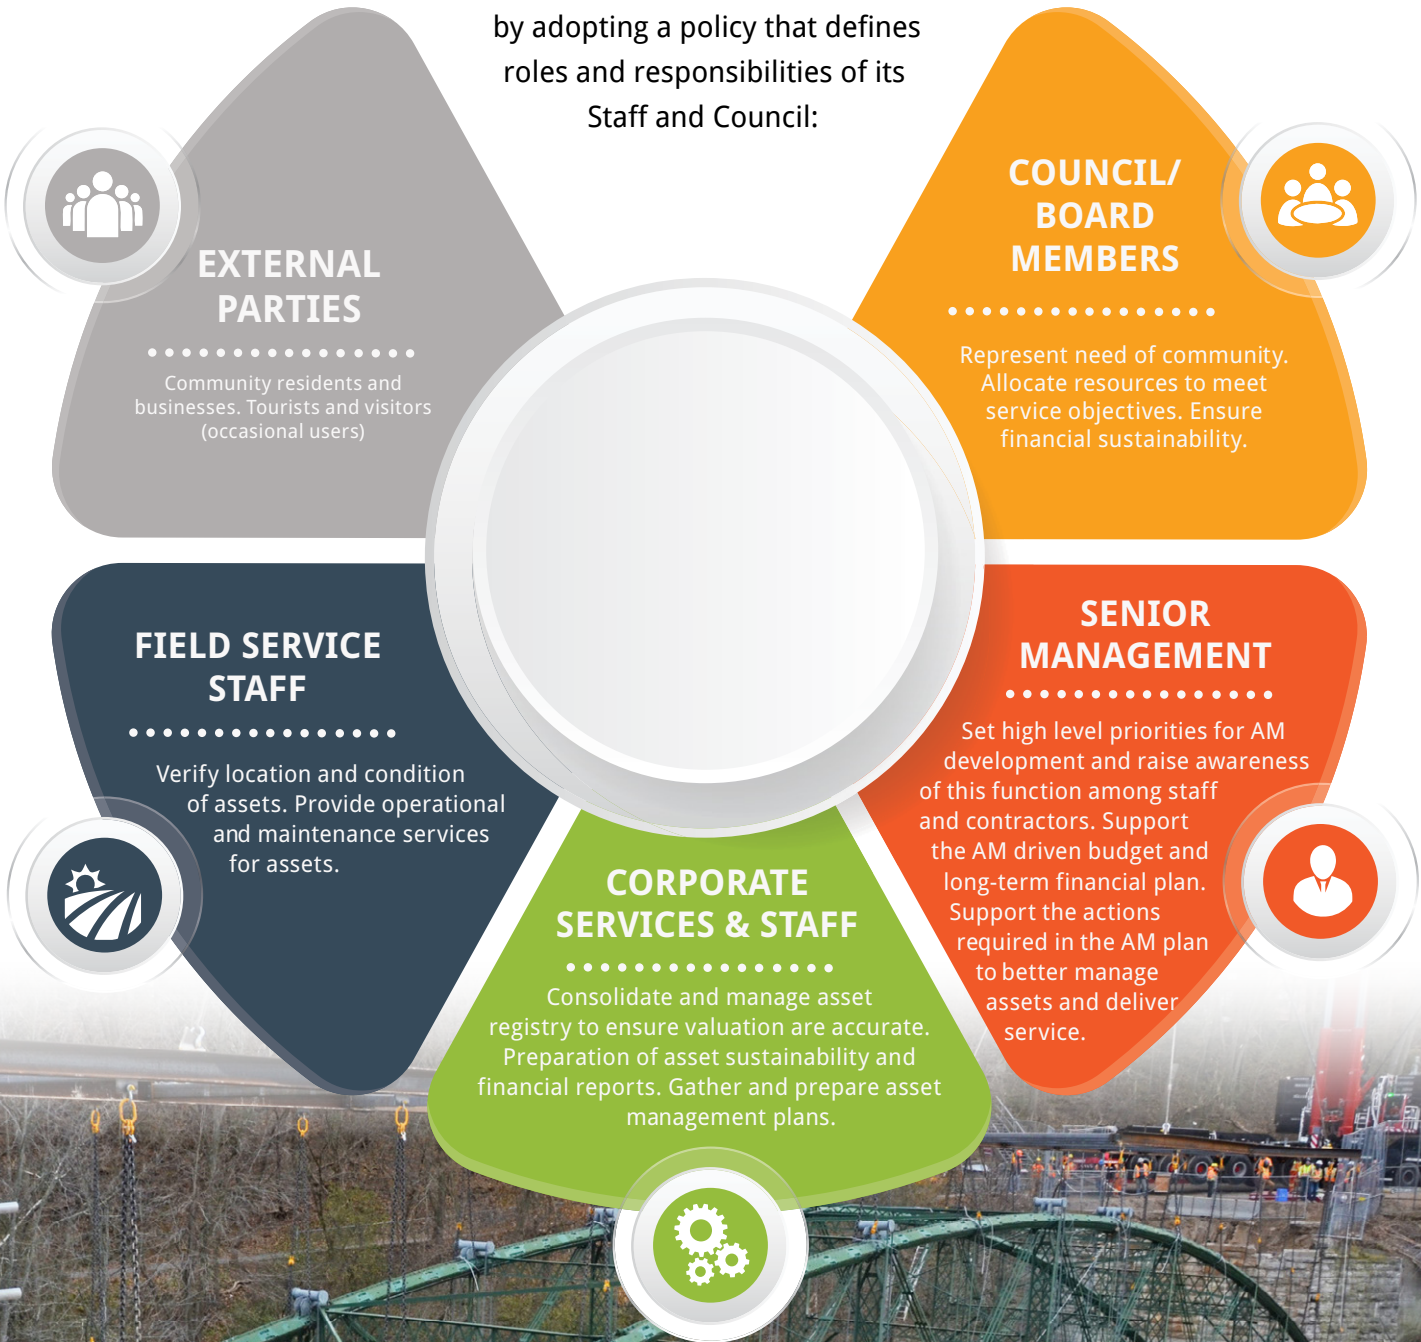 by adopting a policy that defines
roles and responsibilities of its
Staff and Council:
EXTERNAL
PARTIES
Community residents and
businesses. Tourists and visitors
(occasional users)
COUNCIL/
BOARD
MEMBERS
Represent need of community.
Allocate resources to meet
service objectives. Ensure
financial sustainability.
FIELD SERVICE
STAFF
Verify location and condition
of assets. Provide operational
and maintenance services
for assets.
SENIOR
MANAGEMENT
Set high level priorities for AM
development and raise awareness
of this function among staff
and contractors. Support
the AM driven budget and
long-term financial plan.
Support the actions
required in the AM plan
to better manage
assets and deliver
service.
CORPORATE
SERVICES & STAFF
Consolidate and manage asset
registry to ensure valuation are accurate.
Preparation of asset sustainability and
financial reports. Gather and prepare asset
management plans.